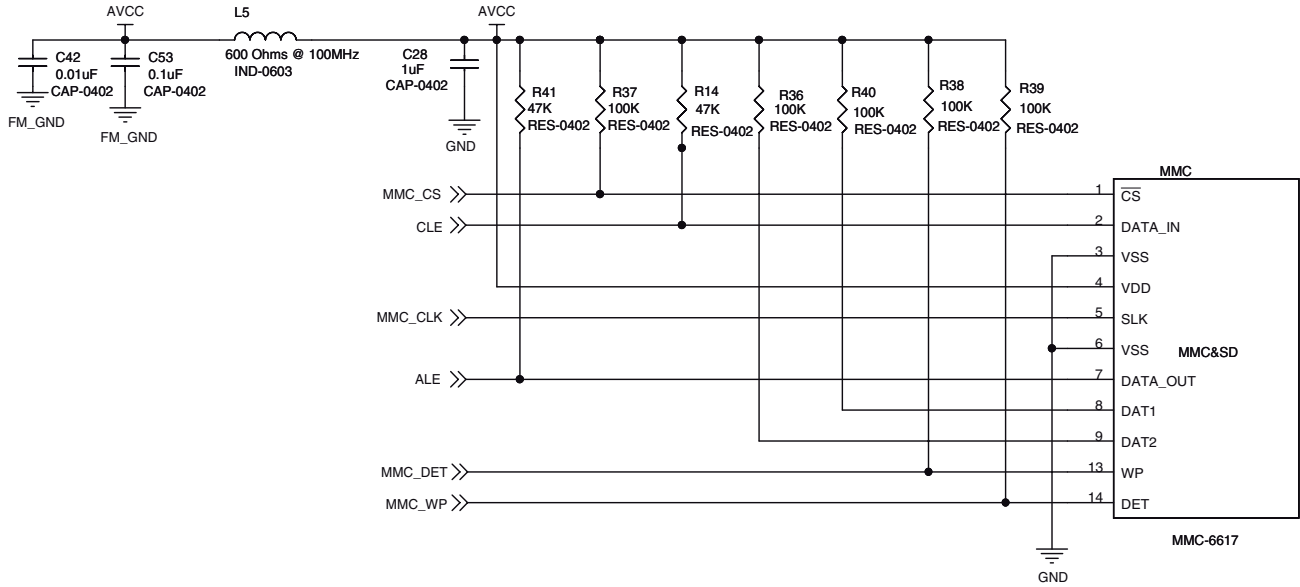 AVCC
L5
AVCC
C42
0.01uF
CAP-0402
C53
0.1uF
CAP-0402
600 Ohms @ 100MHz
IND-0603
C28
1uF
CAP-0402
FM_GND
FM_GND
GND
R41
47K
RES-0402
R37
100K
RES-0402
R14
47K
RES-0402
R36
100K
RES-0402
R40
100K
RES-0402
R38
100K
RES-0402
R39
100K
RES-0402
MMC
MMC_CS
1
CS
CLE
2
DATA_IN
3
VSS
4
VDD
MMC_CLK
5
SLK
6
VSS
MMC&SD
ALE
7
DATA_OUT
8
DAT1
9
DAT2
MMC_DET
13
WP
MMC_WP
14
DET
MMC-6617
GND